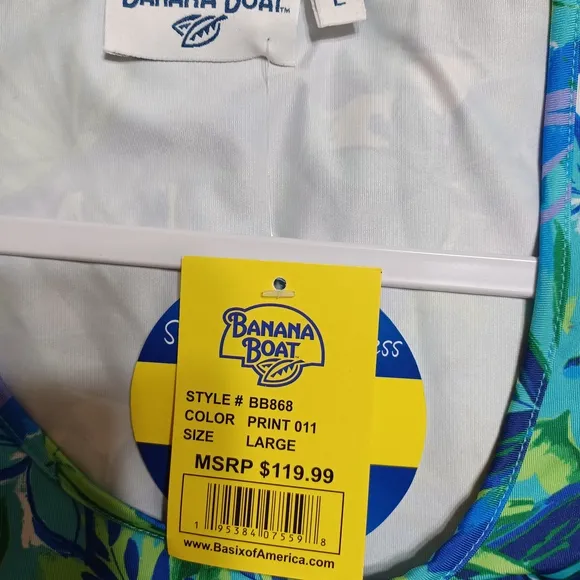 BANANA BOAT™
L
BANANA
BOAT
STYLE # BB868
COLOR PRINT 011
SIZE LARGE
MSRP $119.99
1 95384 07559 8
www.BasixofAmerica.com